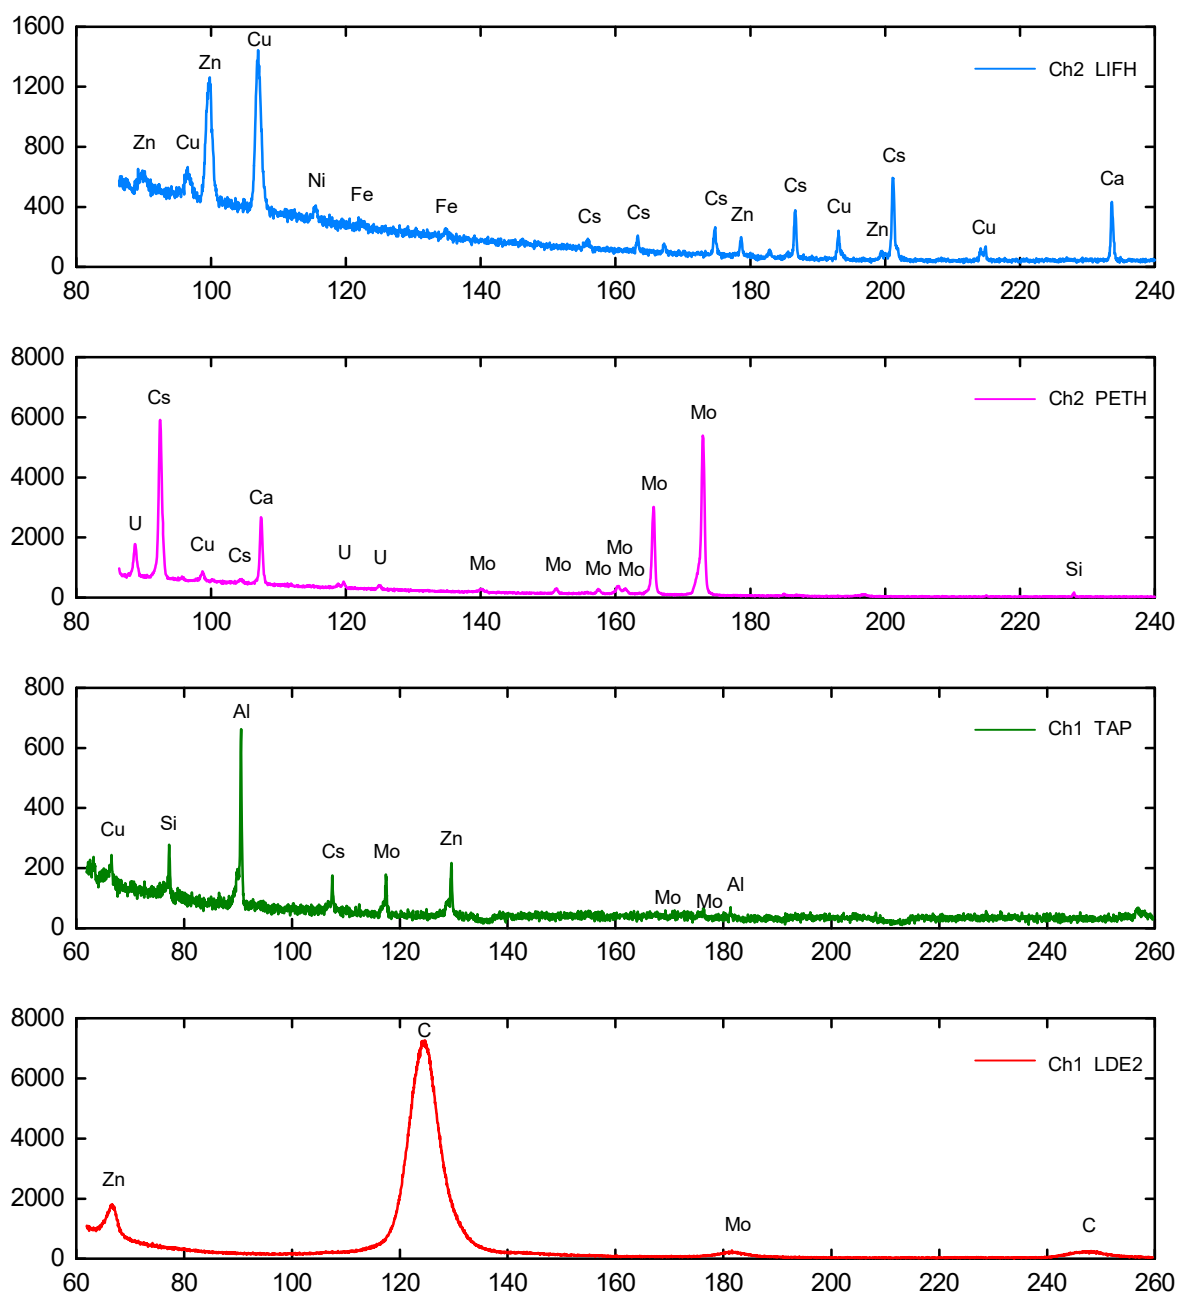 1600
Cu
Zn
Ch2 LIFH
1200
800
Zn
Cu
Cs
Ni
Fe
Fe
Cs
Cs
Cs
Zn
Cs
Cu
Zn
Cu
Ca
400
0
80 100 120 140 160 180 200 220 240
8000
Cs
Mo
Ch2 PETH
6000
4000
U
Cu
Cs
Ca
U
U
Mo
Mo
Mo
Mo
Mo
Mo
Si
2000
0
80 100 120 140 160 180 200 220 240
800
Al
Ch1 TAP
600
400
Cu
Si
Cs
Mo
Zn
Mo
Mo
Al
200
0
60 80 100 120 140 160 180 200 220 240 260
8000
C
Ch1 LDE2
6000
4000
Zn
2000
Mo
C
0
60 80 100 120 140 160 180 200 220 240 260